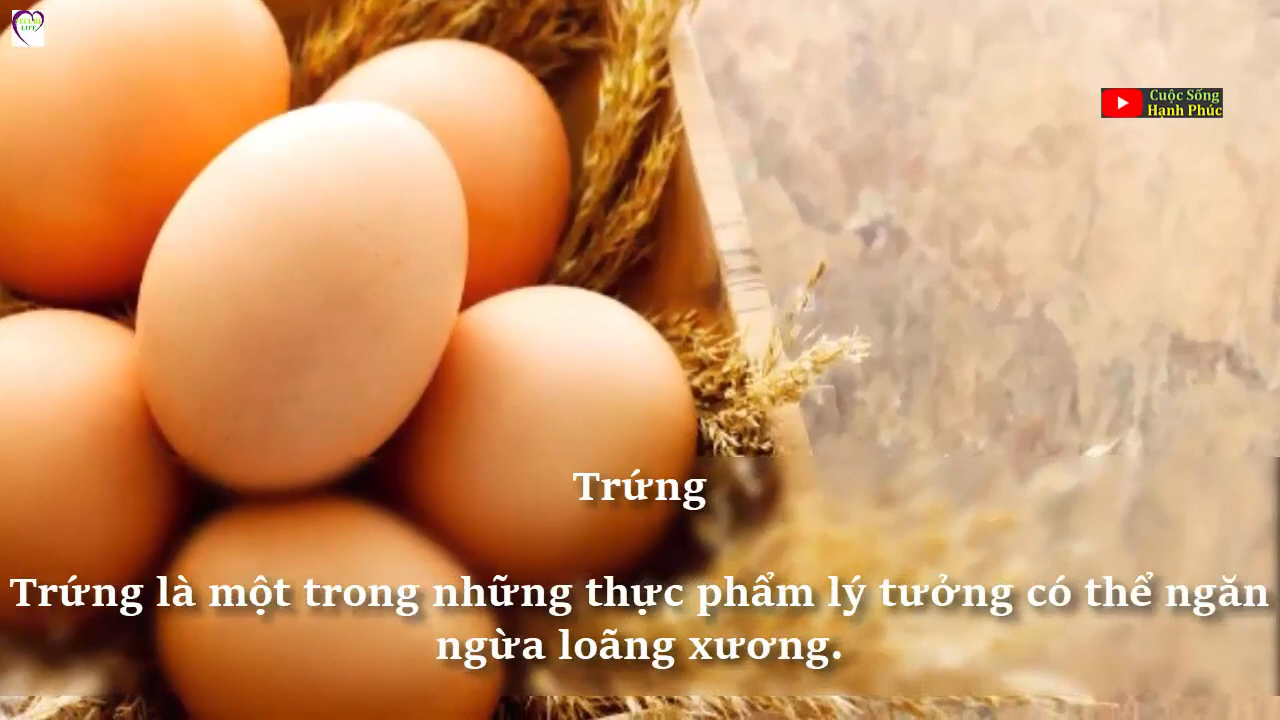 Cuộc Sống
Hạnh Phúc
Trứng
Trứng là một trong những thực phẩm lý tưởng có thể ngăn
ngừa loãng xương.